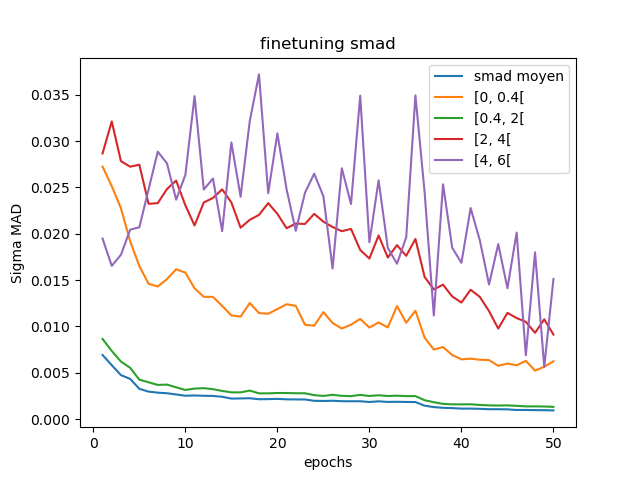 finetuning smad
Sigma MAD
0.035
0.030
0.025
0.020
0.015
0.010
0.005
0.000
smad moyen
[0, 0.4[
[0.4, 2[
[2, 4[
[4, 6[
0 10 20 30 40 50
epochs